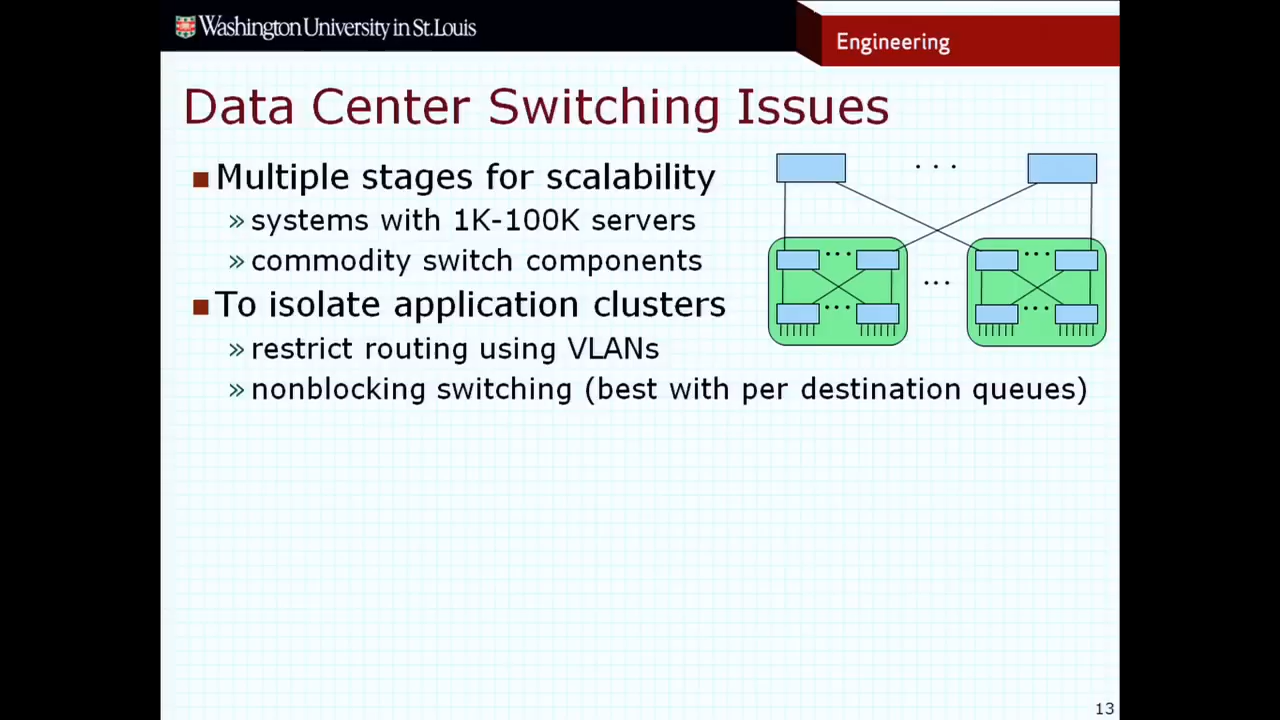 Washington University in St. Louis
Engineering
Data Center Switching Issues
Multiple stages for scalability
» systems with 1K-100K servers
» commodity switch components
To isolate application clusters
» restrict routing using VLANs
» nonblocking switching (best with per destination queues)
13